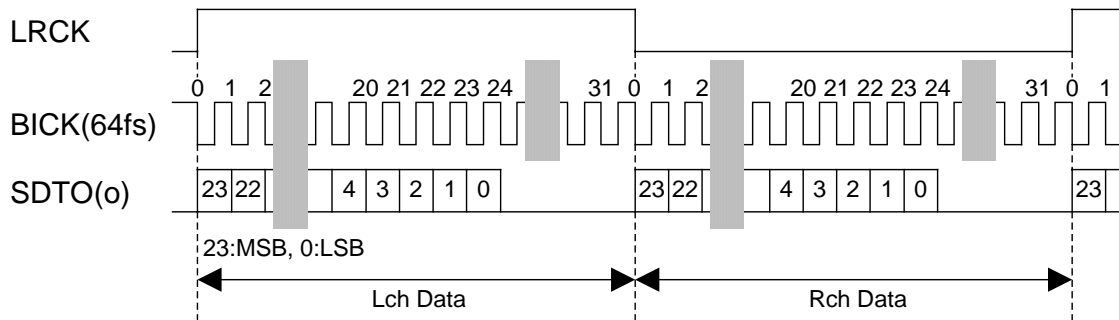 LRCK
0 1 2 20 21 22 23 24 31 0 1 2 20 21 22 23 24 31 0 1
BICK(64fs)
SDTO(o) 23 22 4 3 2 1 0 23 22 4 3 2 1 0 23
23:MSB, 0:LSB
Lch Data Rch Data